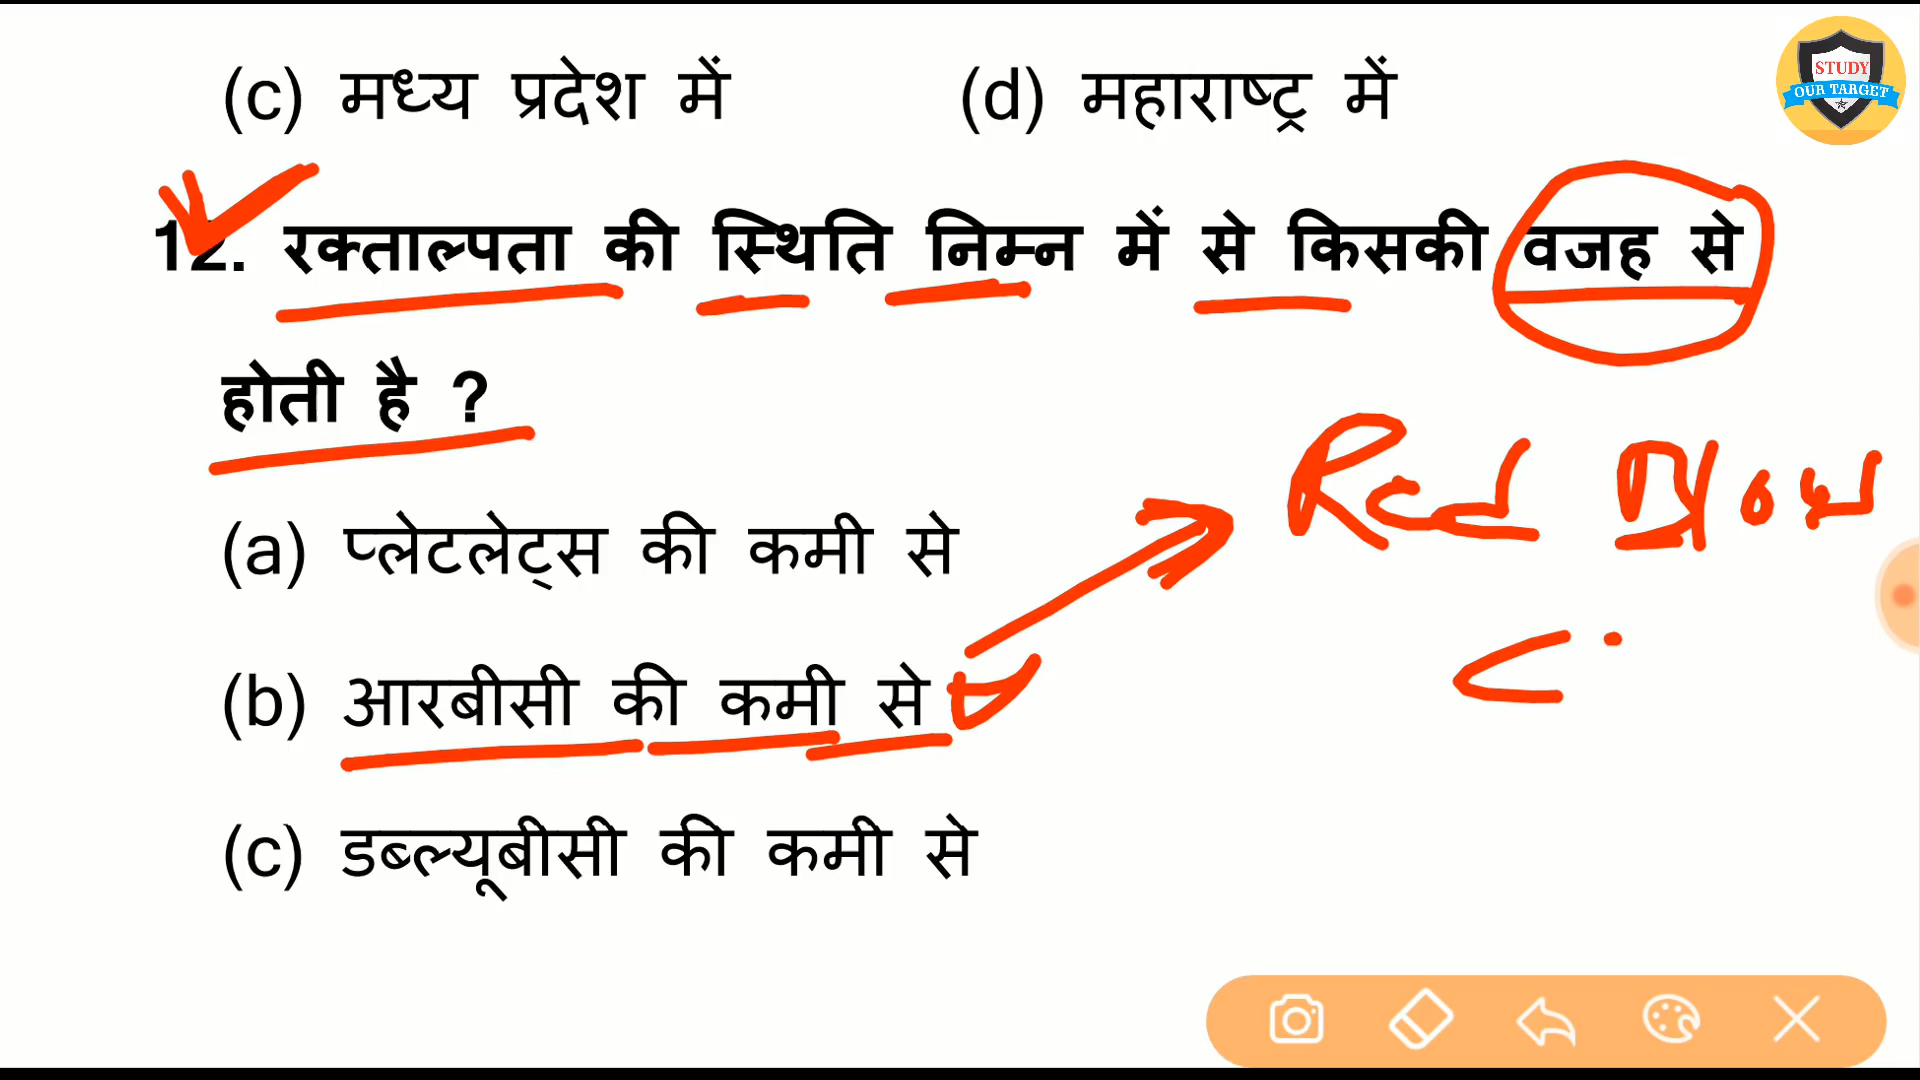 (c) मध्य प्रदेश में (d) महाराष्ट्र में
STUDY
OUR TARGET
12. रक्ताल्पता की स्थिति निम्न में से किसकी वजह से
होती है ?
Red
(a) प्लेटलेट्स की कमी से
(b) आरबीसी की कमी से
(c) डब्ल्यूबीसी की कमी से